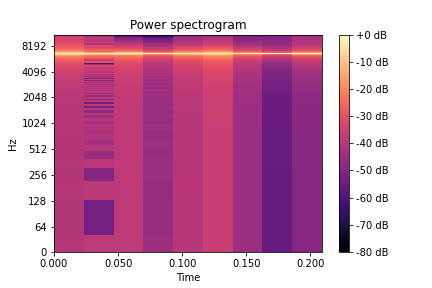 Power spectrogram
8192
4096
2048
1024
512
256
128
64
0
Hz
0.000 0.050 0.100 0.150 0.200
Time
+0 dB
-10 dB
-20 dB
-30 dB
-40 dB
-50 dB
-60 dB
-70 dB
-80 dB